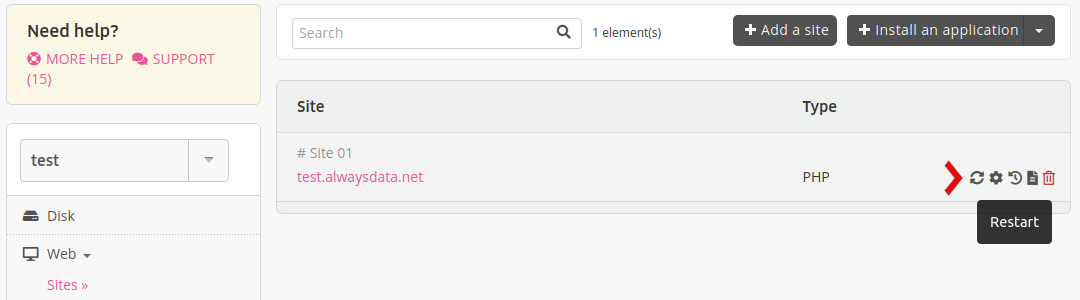 Need help?
MORE HELP SUPPORT
(15)
test
Disk
Web
Sites »
Search
1 element(s)
Add a site
Install an application
Site Type
# Site 01
test.alwaysdata.net PHP
Restart